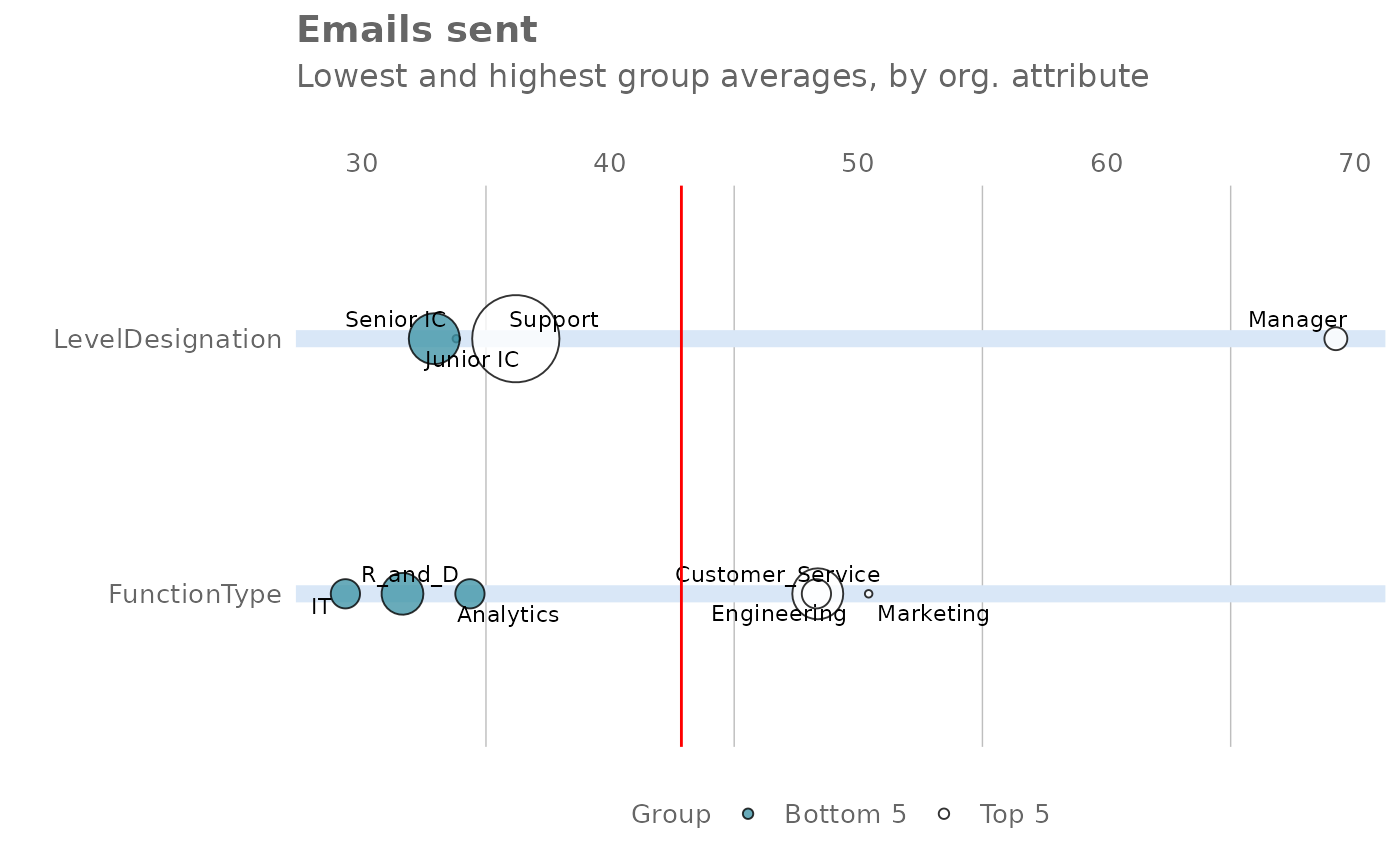 Emails sent
Lowest and highest group averages, by org. attribute
30 40 50 60 70
LevelDesignation
Senior IC
Support
Manager
Junior IC
FunctionType
R_and_D
Customer_Service
IT
Analytics
Engineering
Marketing
Group Bottom 5 Top 5